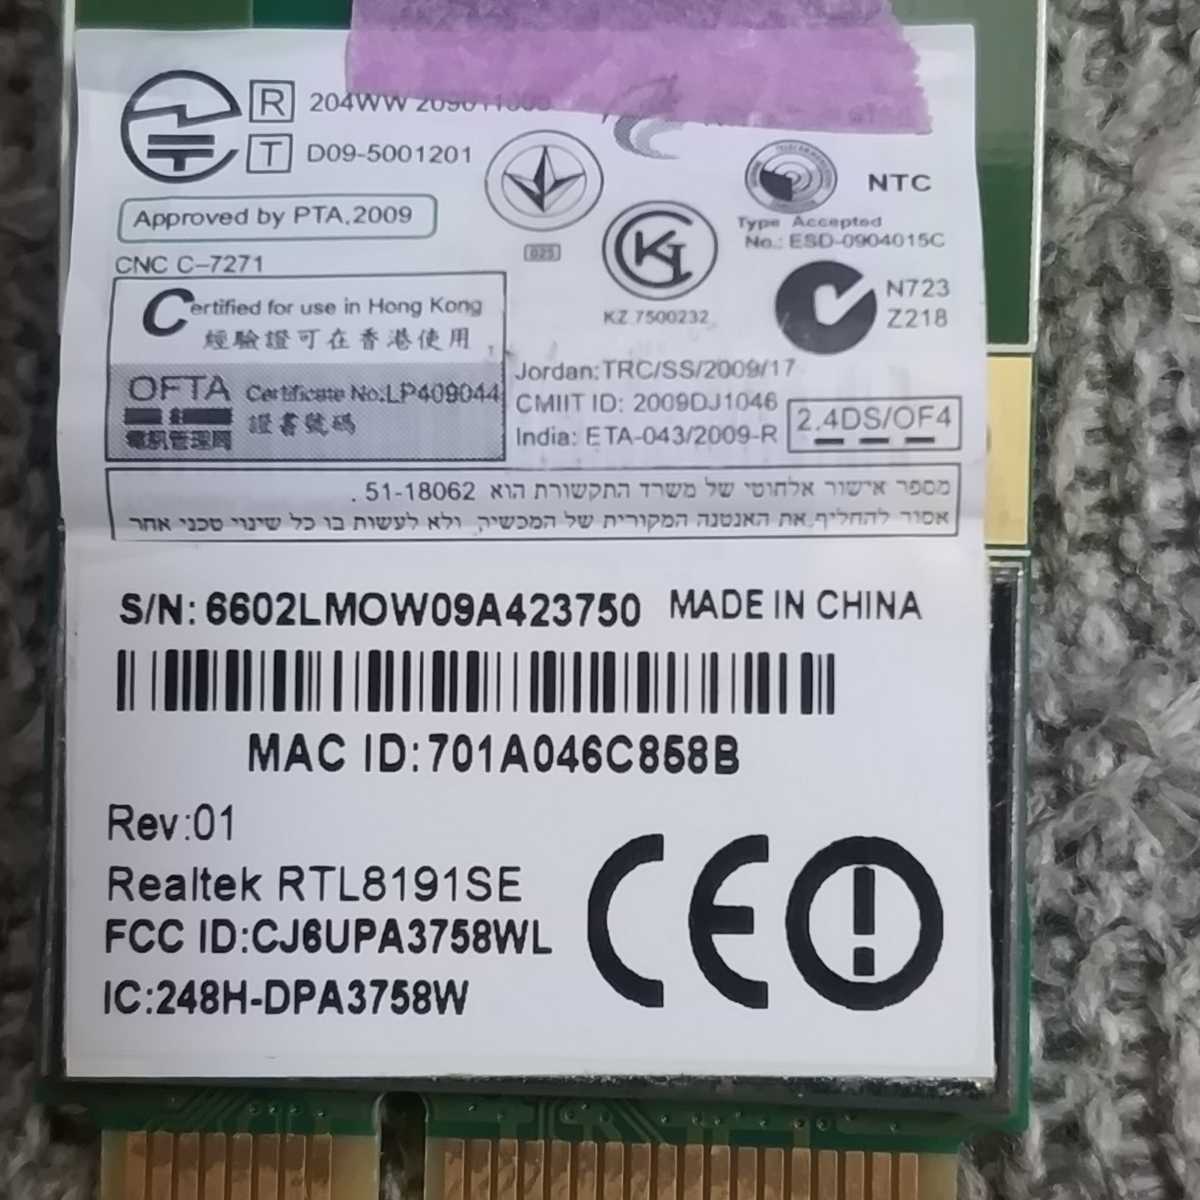 R 204WW
T D09-5001201
Approved by PTA,2009
CNC C-7271
025
KZ 7500232
NTC
Type Accepted
No.: ESD-0904015C
N723
Z218
Certified for use in Hong Kong
經驗證可在香港使用
OFTA Certificate No:LP409044
電訊管理局 證書號碼
Jordan:TRC/SS/2009/17
CMIIT ID: 2009DJ1046
India: ETA-043/2009-R
2.4DS/OF4
מספר אישור אלחוטי של משרד התקשורת הוא 51-18062 .
אסור להחליף את האנטנה המקורית של המכשיר, ולא לעשות בו כל שינוי טכני אחר
S/N: 6602LMOW09A423750 MADE IN CHINA
MAC ID:701A046C858B
Rev:01
Realtek RTL8191SE
FCC ID:CJ6UPA3758WL
IC:248H-DPA3758W
CE